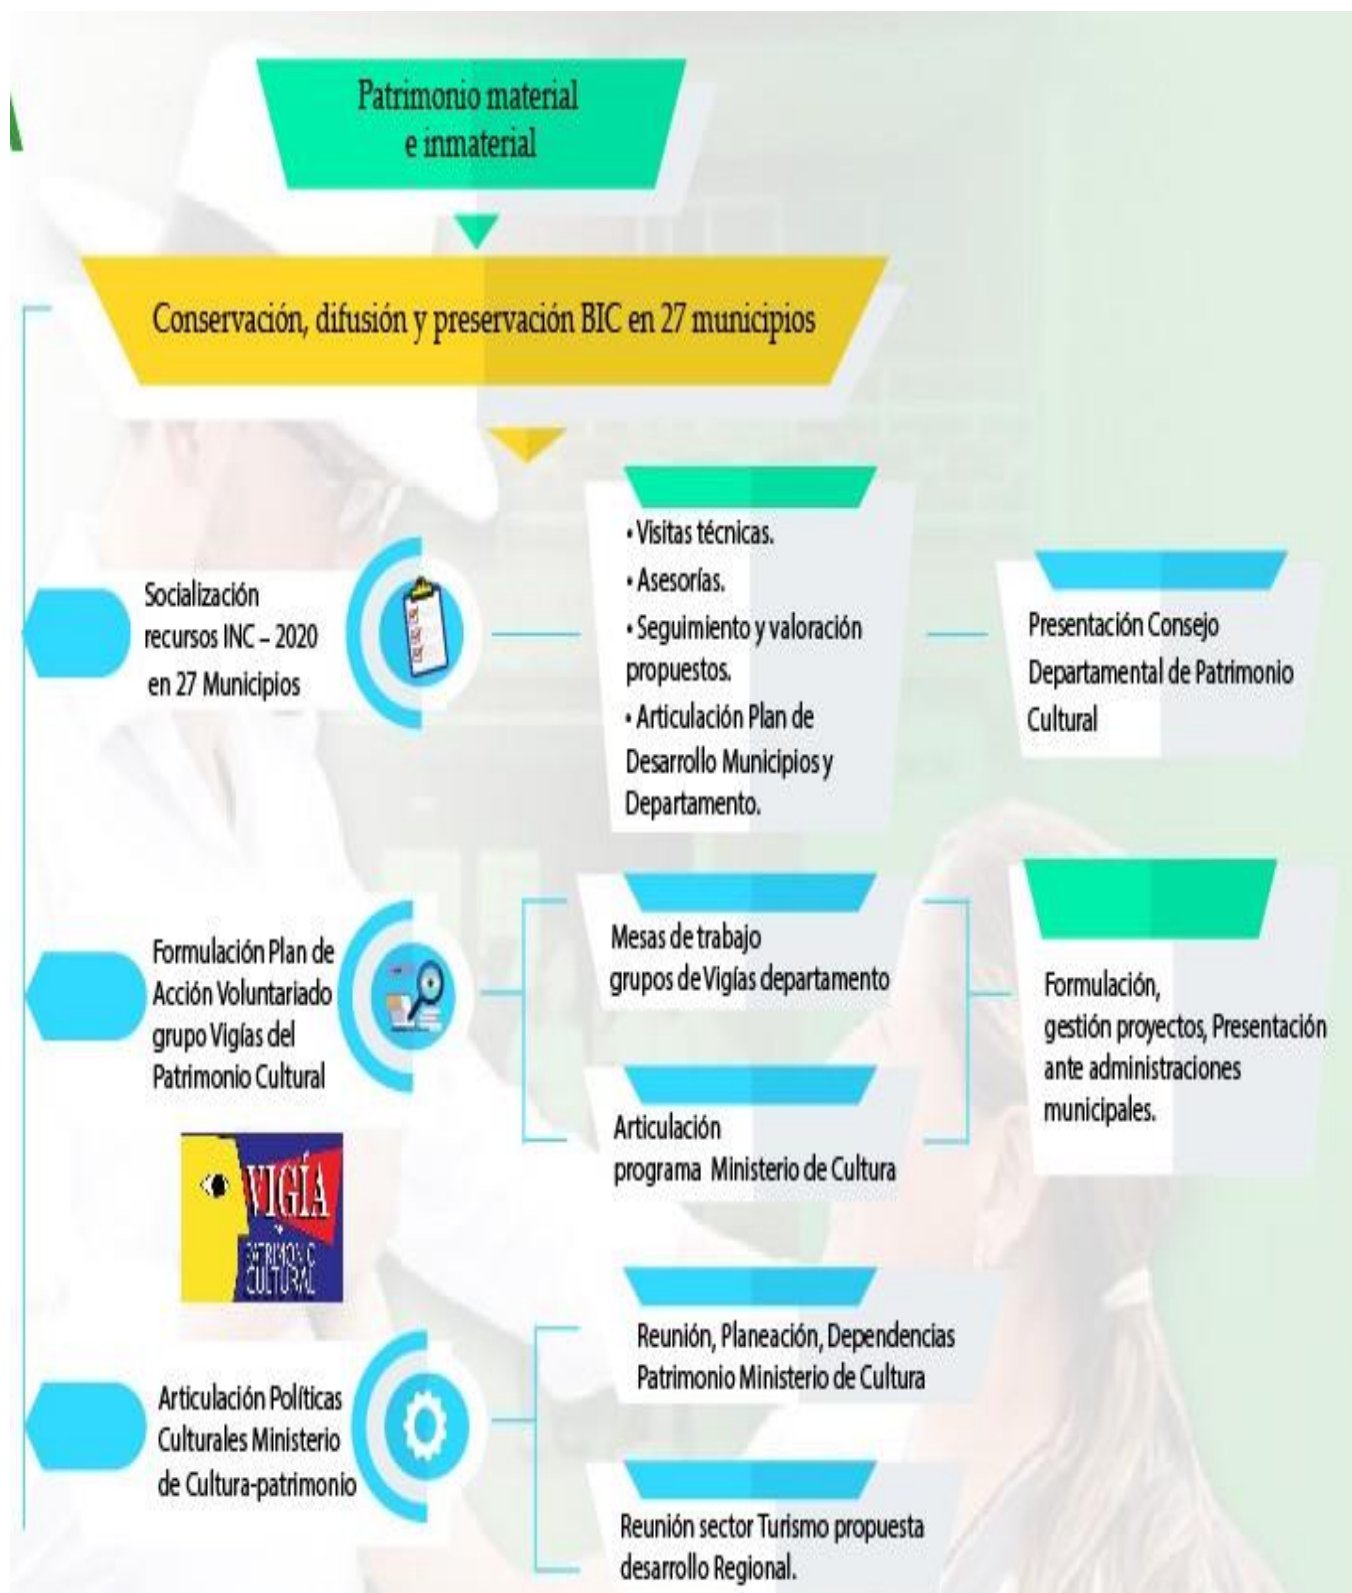 Patrimonio material
e inmaterial
Conservación, difusión y preservación BIC en 27 municipios
Socialización
recursos INC – 2020
en 27 Municipios
• Visitas técnicas.
• Asesorías.
• Seguimiento y valoración
propuestos.
• Articulación Plan de
Desarrollo Municipios y
Departamento.
Presentación Consejo
Departamental de Patrimonio
Cultural
Formulación Plan de
Acción Voluntariado
grupo Vigías del
Patrimonio Cultural
Mesas de trabajo
grupos de Vigías departamento
Articulación
programa Ministerio de Cultura
Formulación,
gestión proyectos, Presentación
ante administraciones
municipales.
VIGÍA
PATRIMONIO
CULTURAL
Articulación Políticas
Culturales Ministerio
de Cultura-patrimonio
Reunión, Planeación, Dependencias
Patrimonio Ministerio de Cultura
Reunión sector Turismo propuesta
desarrollo Regional.